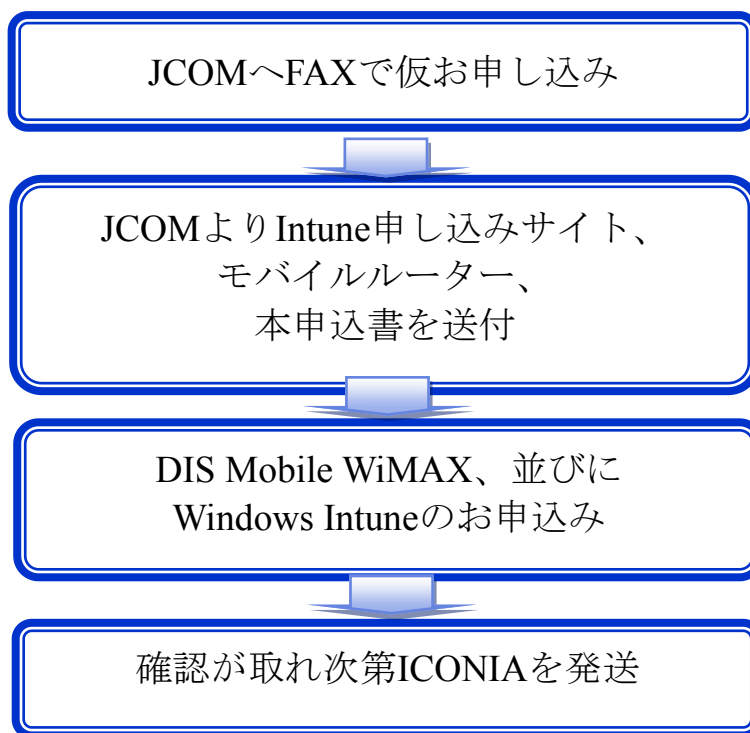 JCOMへFAXで仮お申し込み
JCOMよりIntune申し込みサイト、
モバイルルーター、
本申込書を送付
DIS Mobile WiMAX、並びに
Windows Intuneのお申込み
確認が取れ次第ICONIAを発送